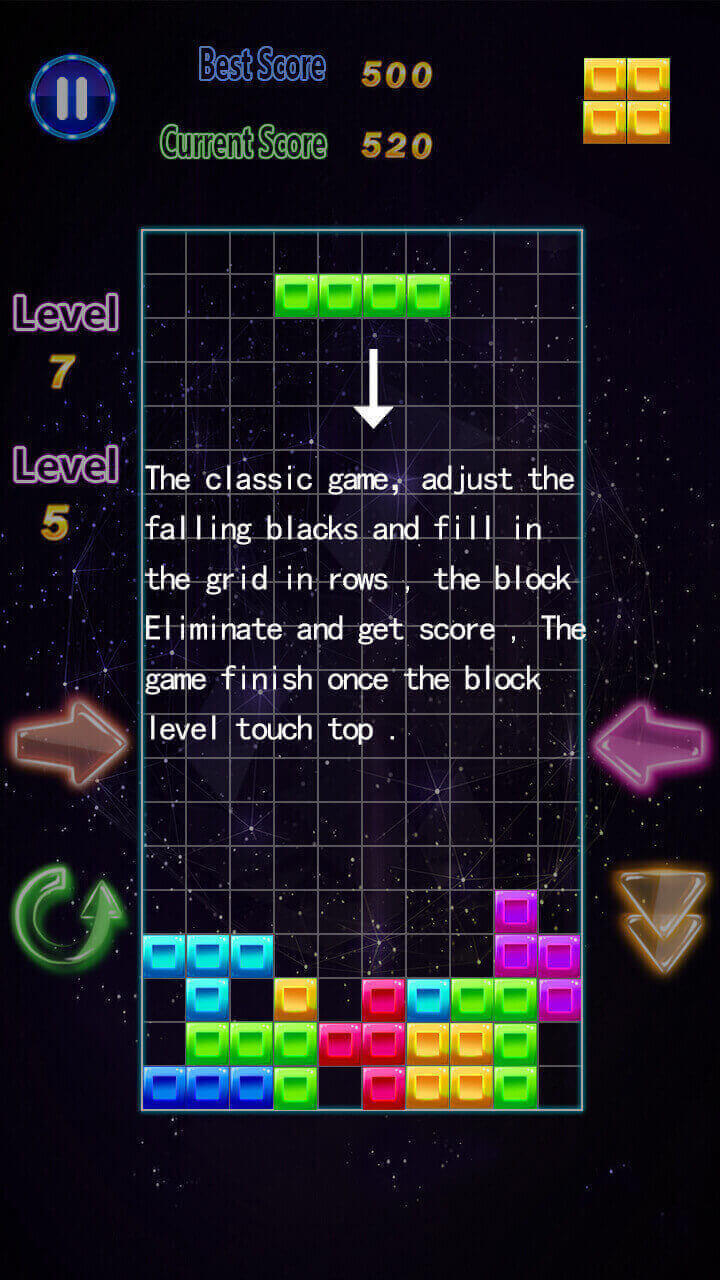 Best Score 500
Current Score 520
Level
7
Level
5
The classic game, adjust the
falling blacks and fill in
the grid in rows , the block
Eliminate and get score , The
game finish once the block
level touch top .